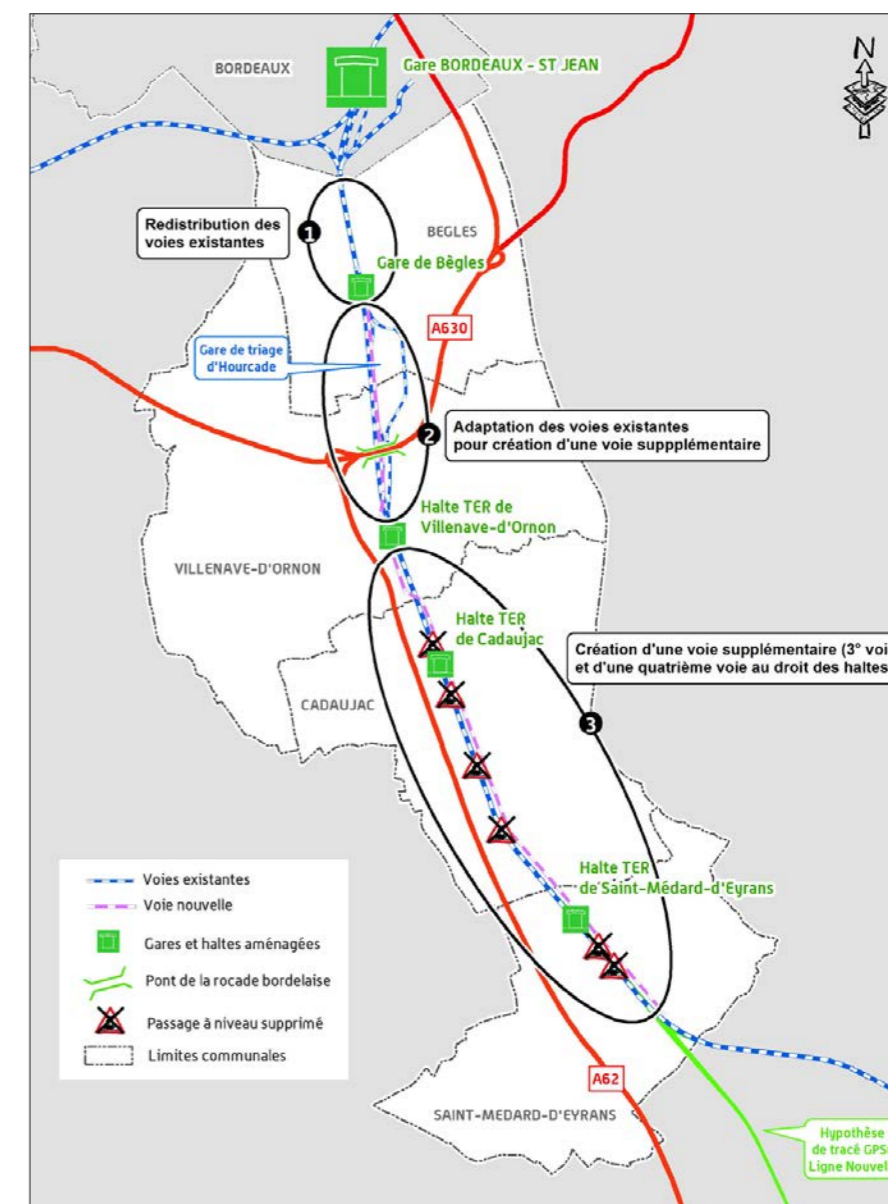 BORDEAUX
Gare BORDEAUX - ST JEAN
N
Redistribution des
voies existantes
1
BEGLES
Gare de Bègles
A630
Gare de triage
d'Hourcade
2
Adaptation des voies existantes
pour création d'une voie suppplémentaire
Halte TER de
Villenave-d'Ornon
VILLENAVE-D'ORNON
Halte TER
de Cadaujac
Création d'une voie supplémentaire (3° voi
et d'une quatrième voie au droit des haltes
CADAUJAC
3
Halte TER
de Saint-Médard-d'Eyrans
Voies existantes
Voie nouvelle
Gares et haltes aménagées
Pont de la rocade bordelaise
Passage à niveau supprimé
Limites communales
A62
SAINT-MEDARD-D'EYRANS
Hypothèse
de tracé GPS
Ligne Nouvel